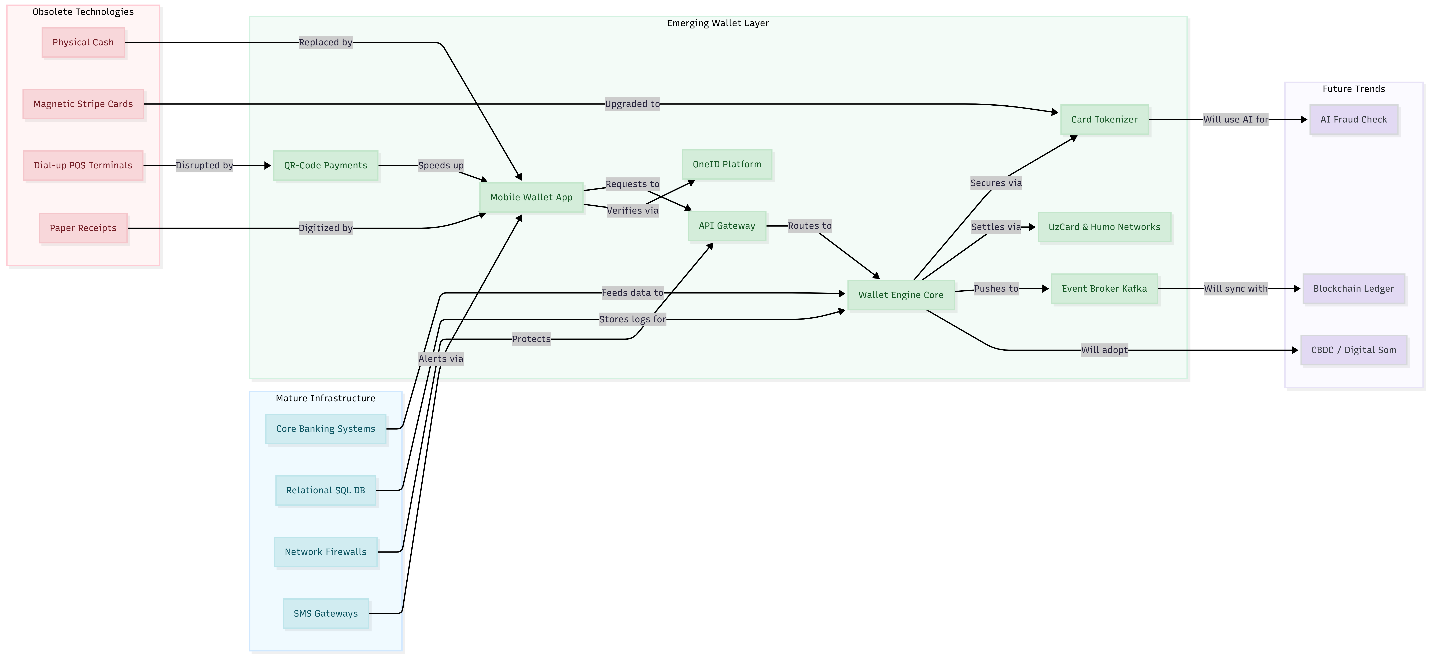 Obsolete Technologies
Physical Cash
Magnetic Stripe Cards
Dial-up POS Terminals
Paper Receipts
Emerging Wallet Layer
Replaced by
Upgraded to
Disrupted by
QR-Code Payments
Speeds up
Digitized by
Mobile Wallet App
Requests to
Verifies via
OneID Platform
API Gateway
Routes to
Feeds data to
Stores logs for
Protects
Alerts via
Wallet Engine Core
Secures via
Settles via
Pushes to
Will adopt
Card Tokenizer
UzCard & Humo Networks
Event Broker Kafka
Will use AI for
Will sync with
Future Trends
AI Fraud Check
Blockchain Ledger
CBDC / Digital Som
Mature Infrastructure
Core Banking Systems
Relational SQL DB
Network Firewalls
SMS Gateways